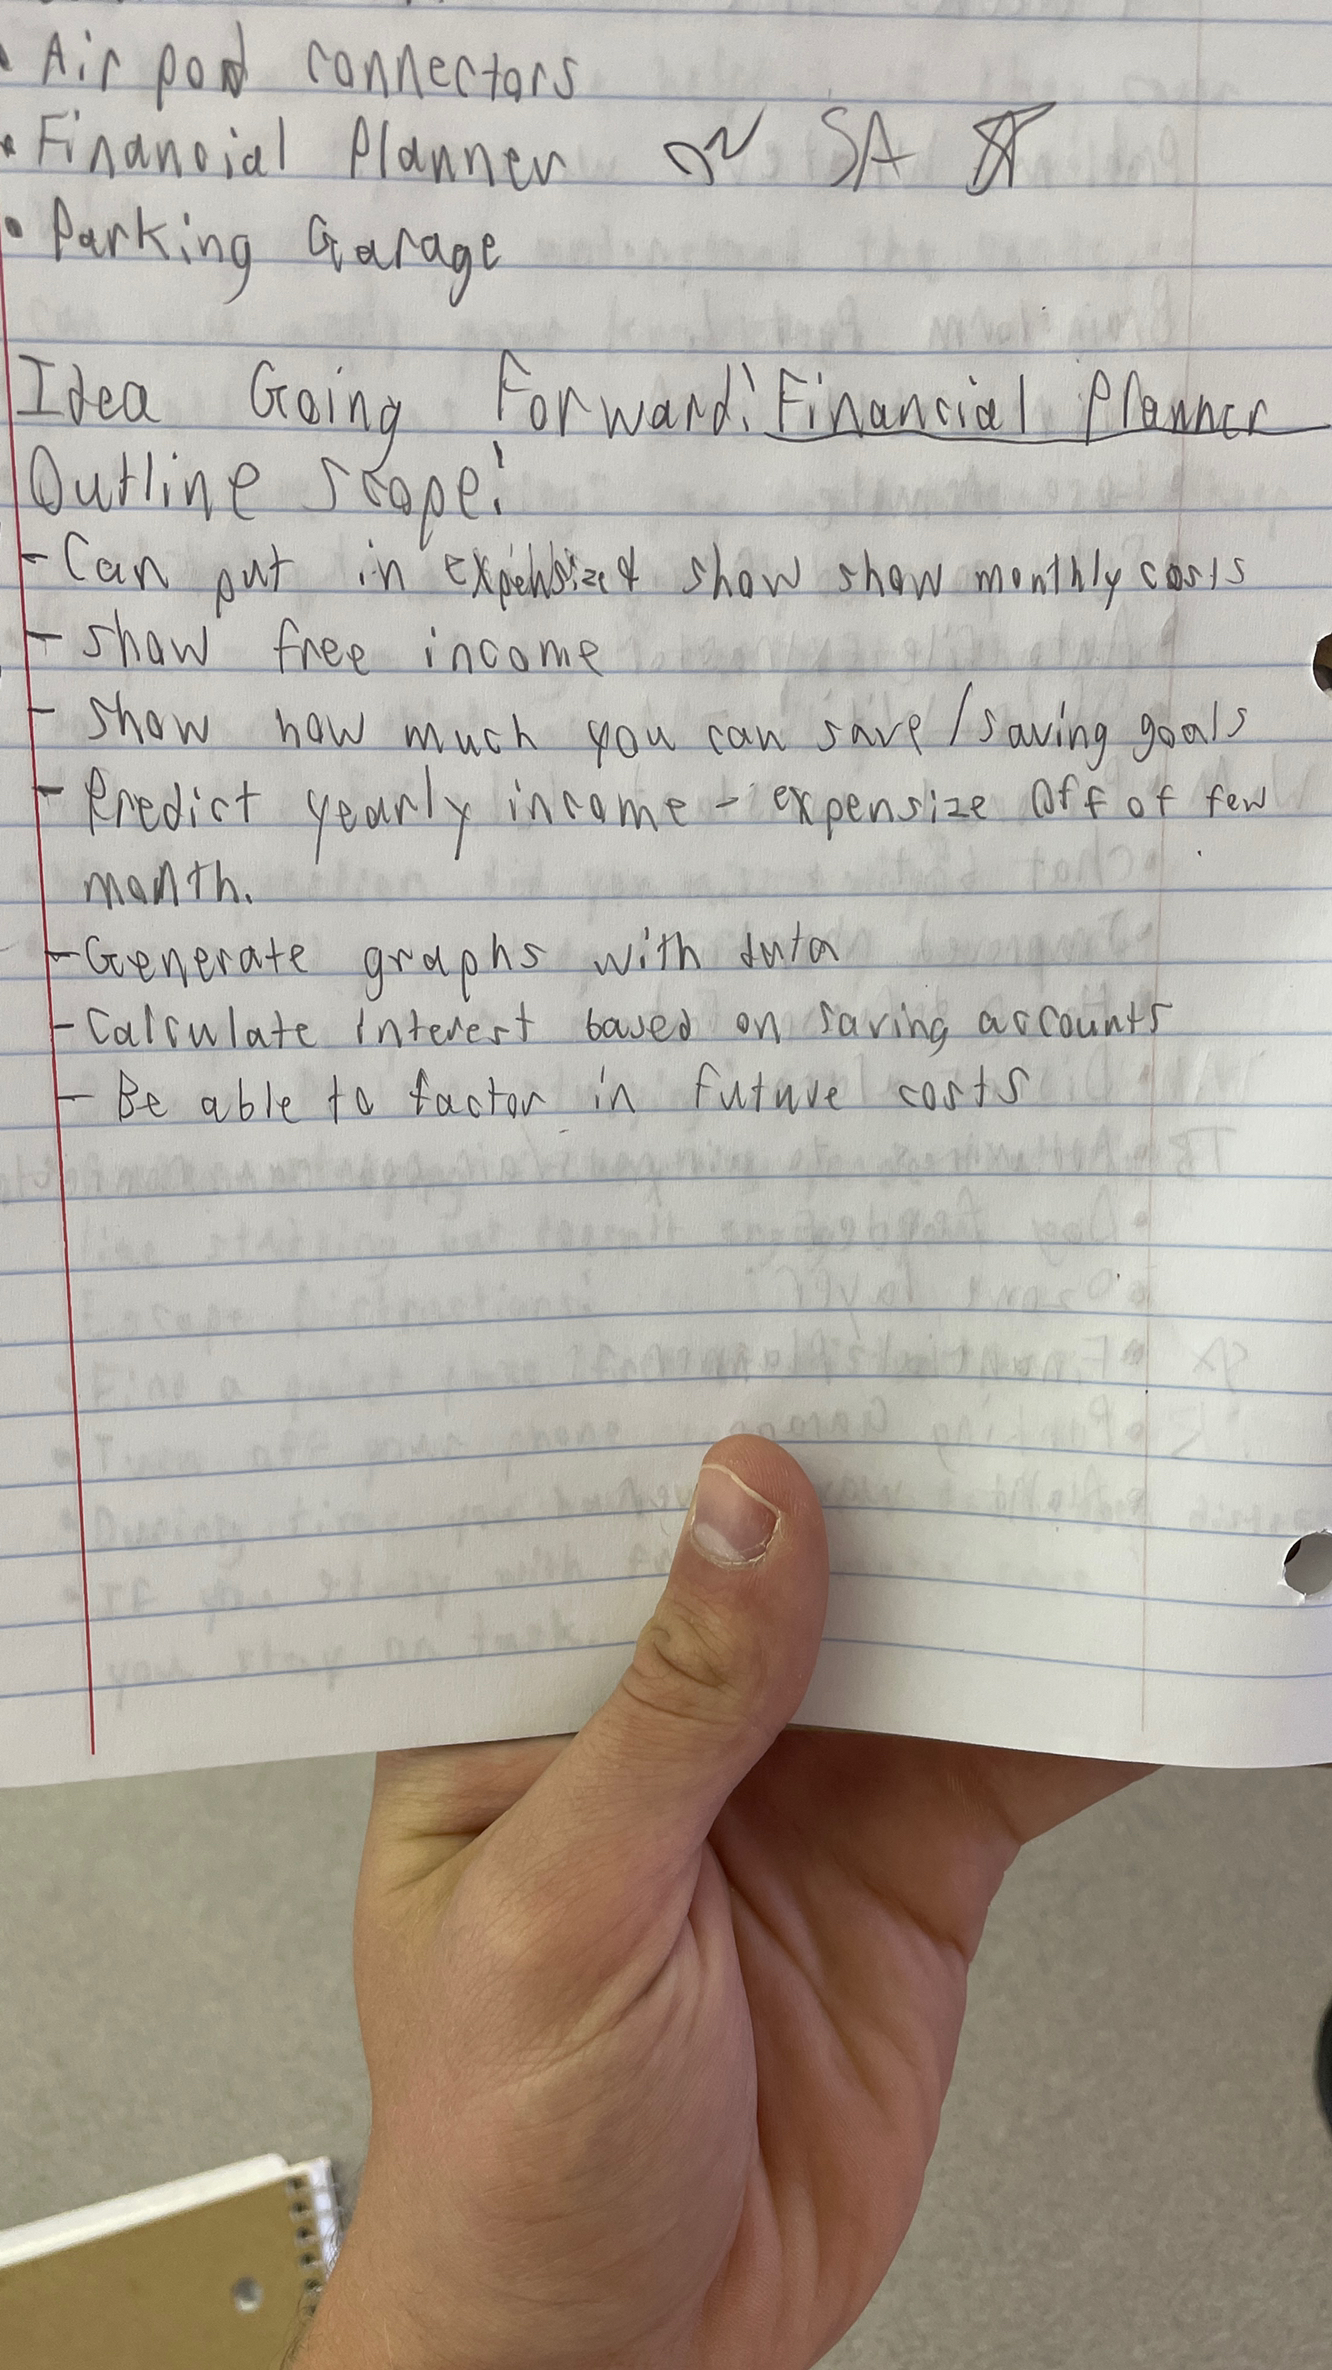 • Air pod connectors
• Financial Planner SA
• Parking Garage
Idea Going Forward: Financial Planner
Outline Scope:
- Can put in expensize & show show monthly costs
- show free income
- show how much you can save/saving goals
- Predict yearly income - expensize Off of few
month.
- Generate graphs with data
- Calculate interest based on saving accounts
- Be able to factor in future costs